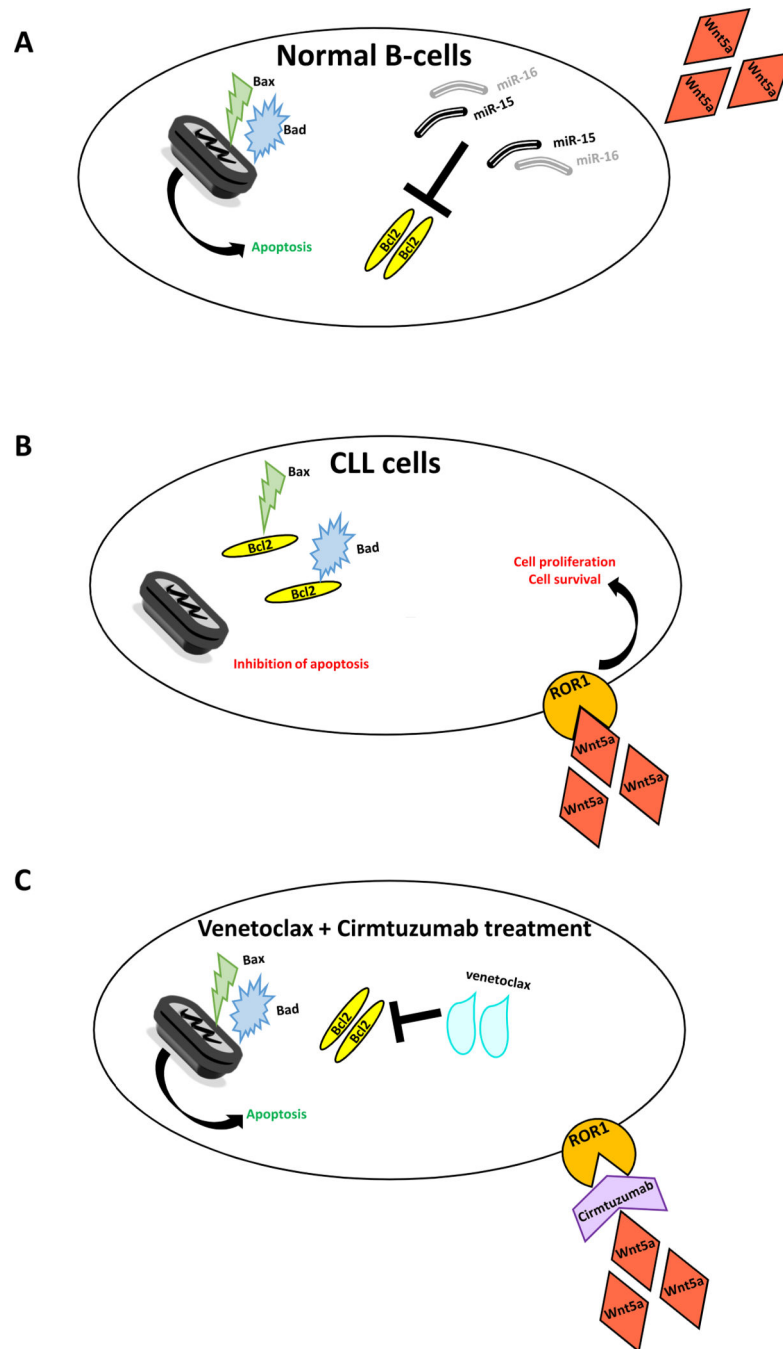 A
Normal B-cells
Bax
Bad
miR-16
miR-15
miR-15
miR-16
Bcl2
Bcl2
Apoptosis
Wnt5a
Wnt5a
Wnt5a
B
CLL cells
Bax
Bcl2
Bad
Bcl2
Inhibition of apoptosis
Cell proliferation
Cell survival
ROR1
Wnt5a
Wnt5a
Wnt5a
C
Venetoclax + Cirmtuzumab treatment
Bax
Bad
Bcl2
Bcl2
venetoclax
Apoptosis
ROR1
Cirmtuzumab
Wnt5a
Wnt5a
Wnt5a